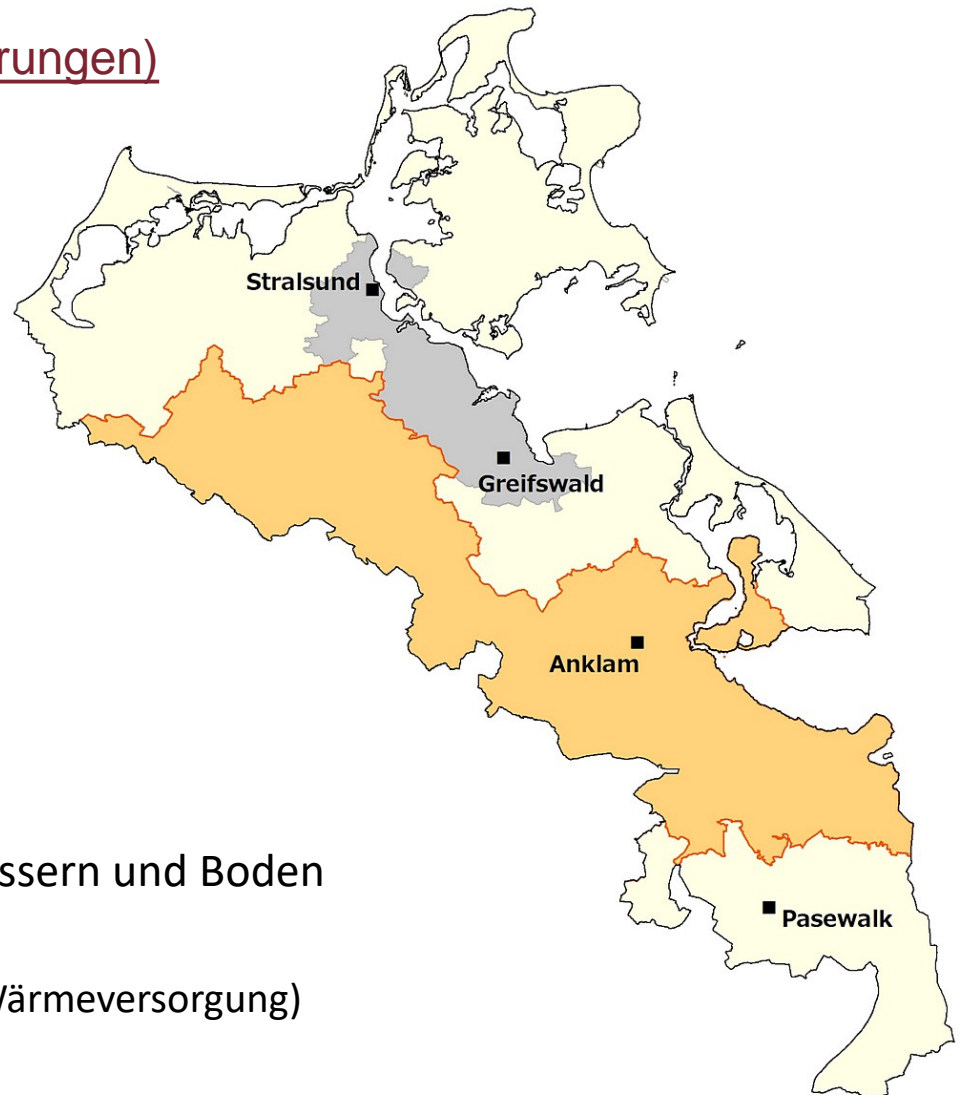 rungen)
Stralsund
Greifswald
Anklam
ssern und Boden
Pasewalk
Wärmeversorgung)